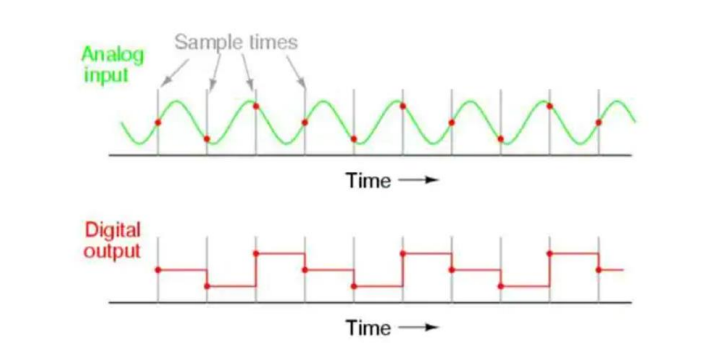 Sample times
Analog
input
Time
Digital
output
Time